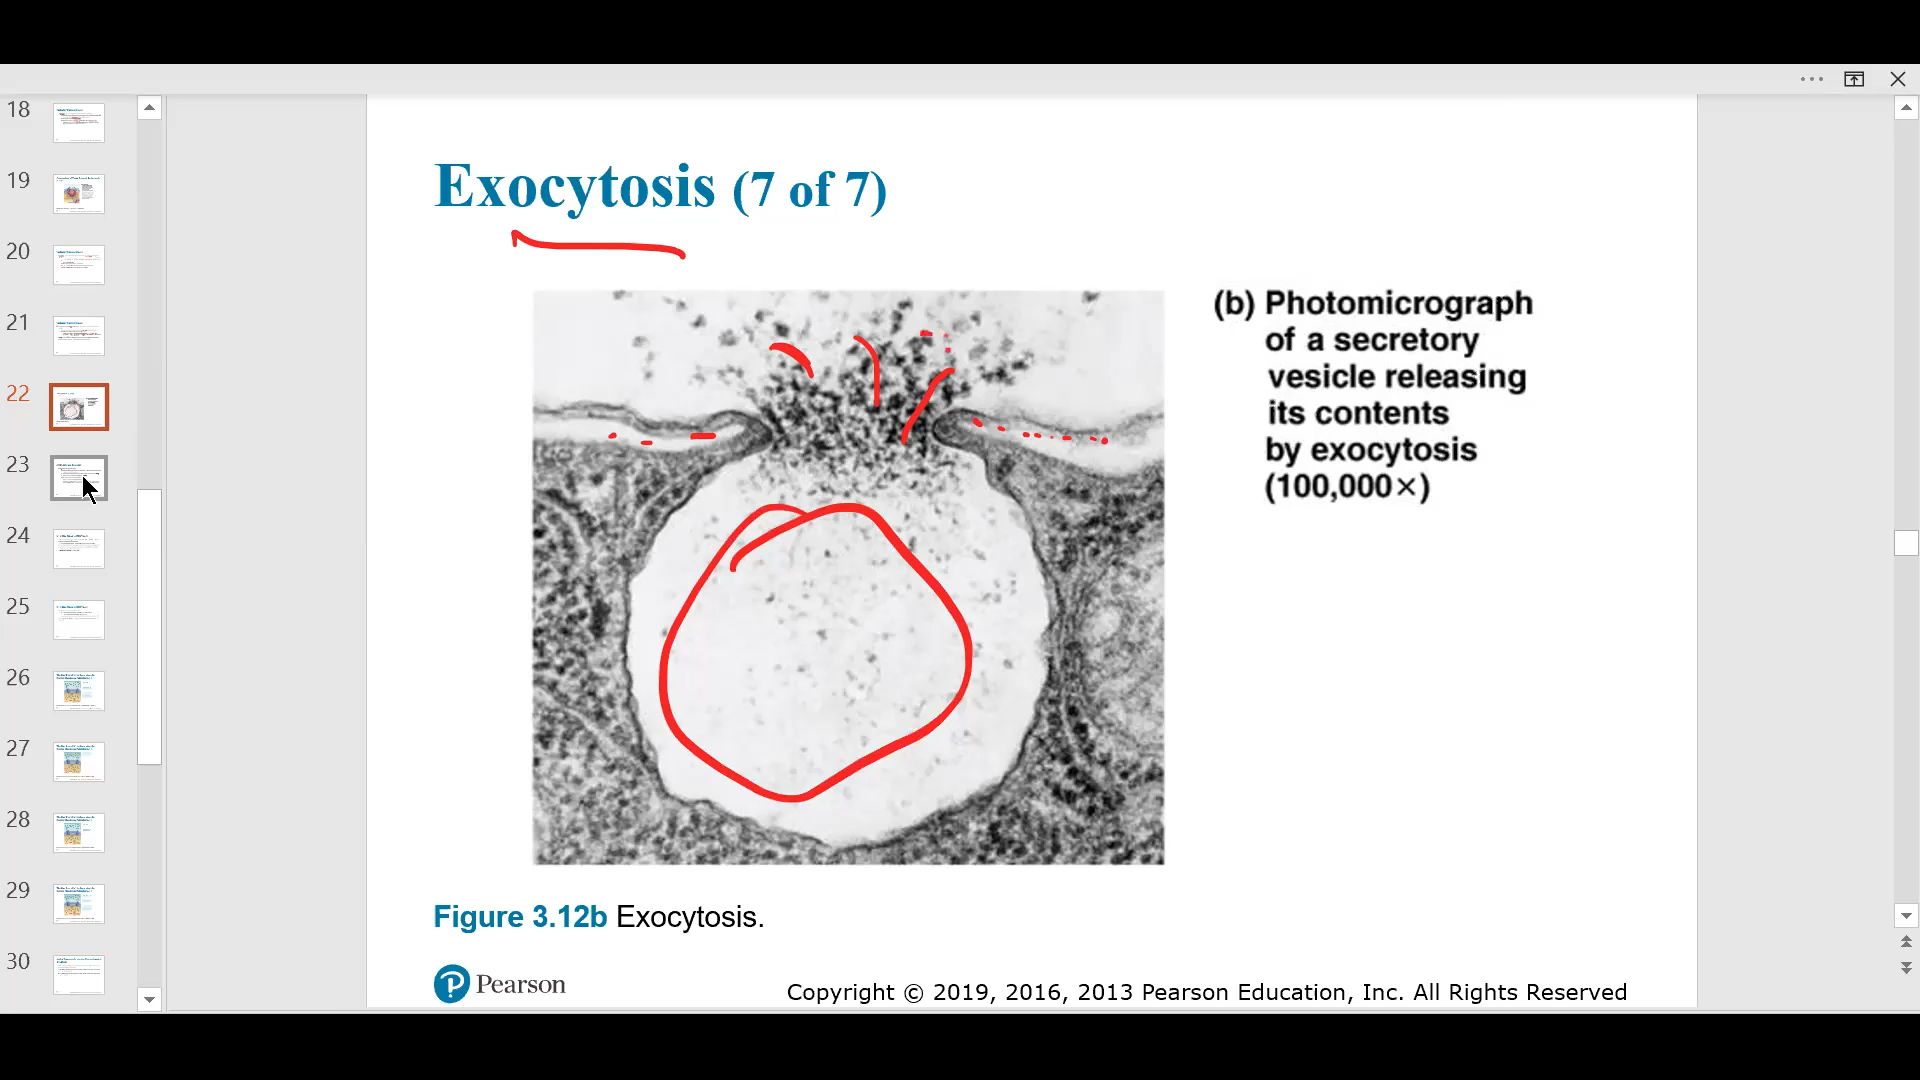 18
19
20
21
22
23
24
25
26
27
28
29
30
Exocytosis (7 of 7)
(b) Photomicrograph
of a secretory
vesicle releasing
its contents
by exocytosis
(100,000×)
Figure 3.12b Exocytosis.
Pearson
Copyright © 2019, 2016, 2013 Pearson Education, Inc. All Rights Reserved